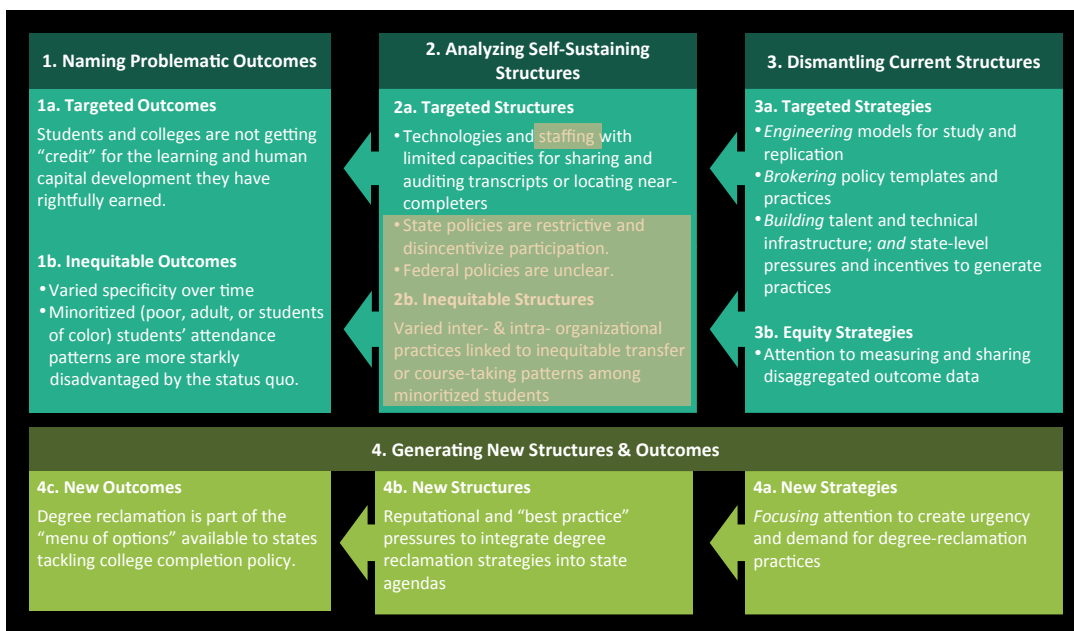 1. Naming Problematic Outcomes
1a. Targeted Outcomes
Students and colleges are not getting
“credit” for the learning and human
capital development they have
rightfully earned.
1b. Inequitable Outcomes
• Varied specificity over time
• Minoritized (poor, adult, or students
of color) students’ attendance
patterns are more starkly
disadvantaged by the status quo.
2. Analyzing Self-Sustaining
Structures
2a. Targeted Structures
• Technologies and staffing with
limited capacities for sharing and
auditing transcripts or locating near-
completers
• State policies are restrictive and
disincentivize participation.
• Federal policies are unclear.
2b. Inequitable Structures
Varied inter- & intra- organizational
practices linked to inequitable transfer
or course-taking patterns among
minoritized students
3. Dismantling Current Structures
3a. Targeted Strategies
• Engineering models for study and
replication
• Brokering policy templates and
practices
• Building talent and technical
infrastructure; and state-level
pressures and incentives to generate
practices
3b. Equity Strategies
• Attention to measuring and sharing
disaggregated outcome data
4. Generating New Structures & Outcomes
4c. New Outcomes
Degree reclamation is part of the
“menu of options” available to states
tackling college completion policy.
4b. New Structures
Reputational and “best practice”
pressures to integrate degree
reclamation strategies into state
agendas
4a. New Strategies
Focusing attention to create urgency
and demand for degree-reclamation
practices